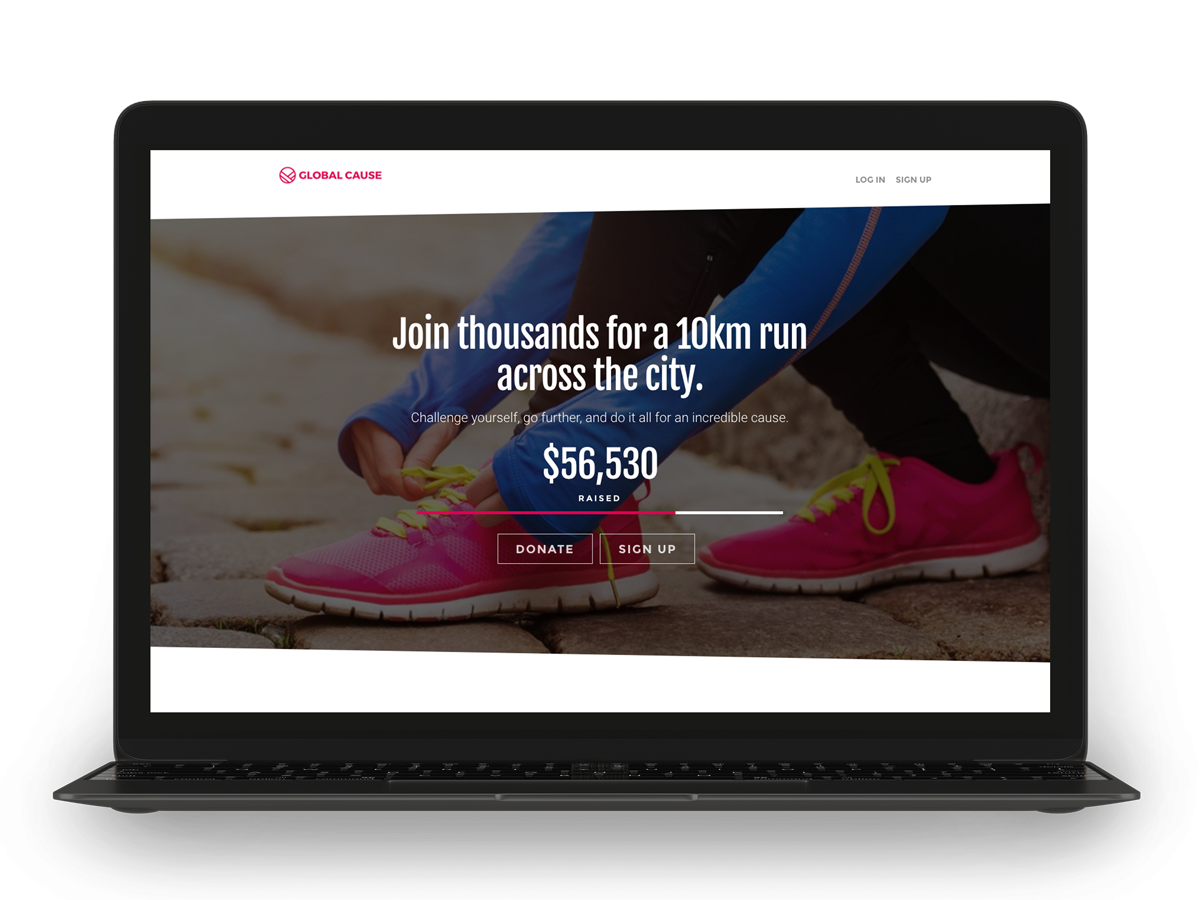 GLOBAL CAUSE
LOG IN SIGN UP
Join thousands for a 10km run
across the city.
Challenge yourself, go further, and do it all for an incredible cause.
$56,530
RAISED
DONATE SIGN UP